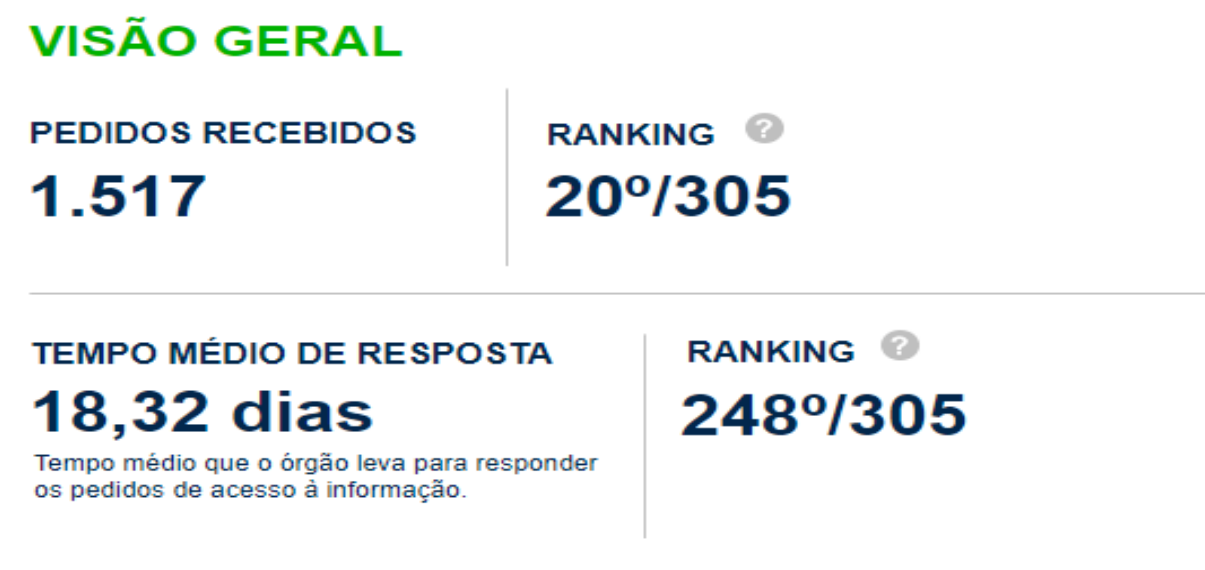 VISÃO GERAL
PEDIDOS RECEBIDOS
1.517
RANKING ?
20º/305
TEMPO MÉDIO DE RESPOSTA
18,32 dias
Tempo médio que o órgão leva para responder
os pedidos de acesso à informação.
RANKING ?
248º/305